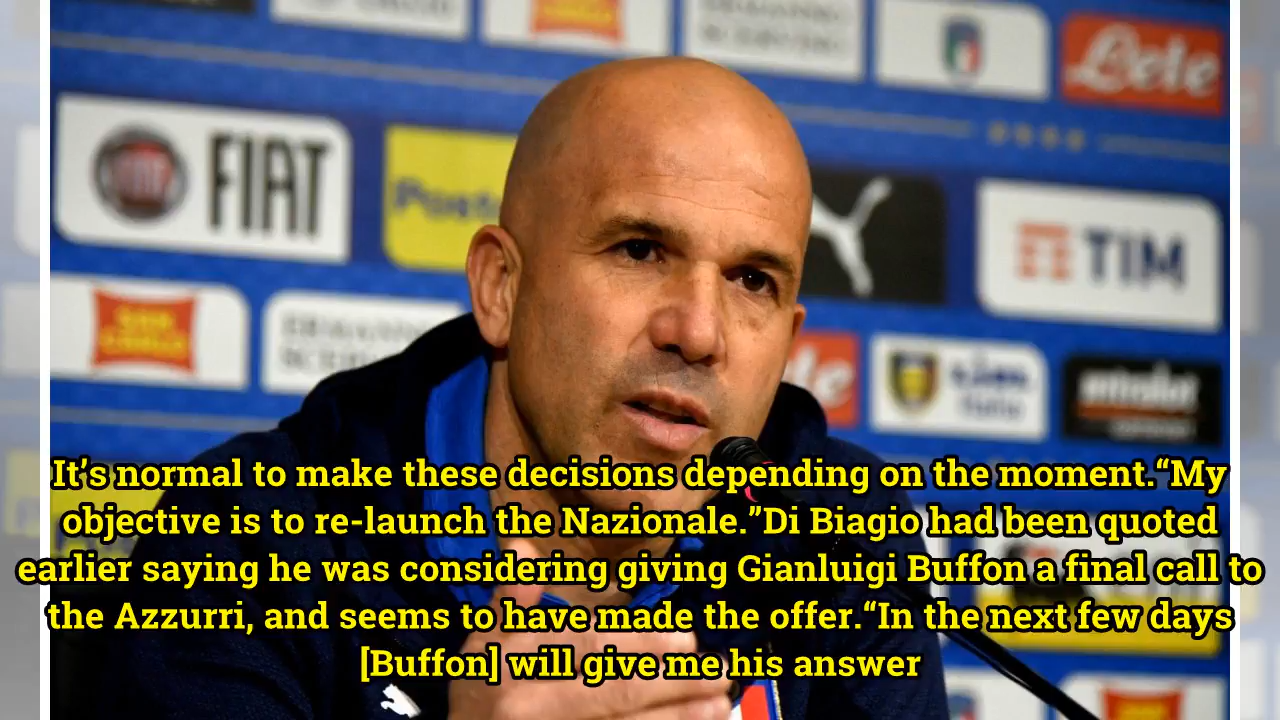 Lete
FIAT
Poste
TIM
ERMANNO
SCERVINO
It’s normal to make these decisions depending on the moment.“My
objective is to re-launch the Nazionale.”Di Biagio had been quoted
earlier saying he was considering giving Gianluigi Buffon a final call to
the Azzurri, and seems to have made the offer.“In the next few days
[Buffon] will give me his answer